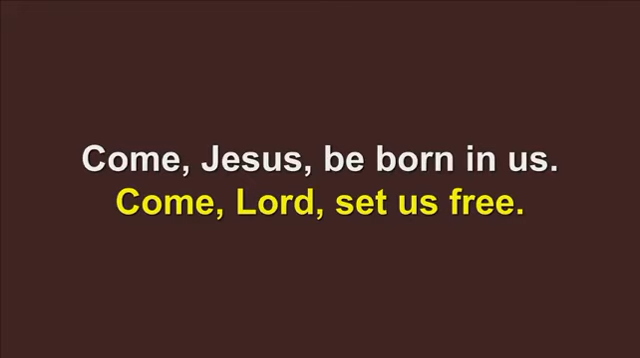 Come, Jesus, be born in us.
Come, Lord, set us free.